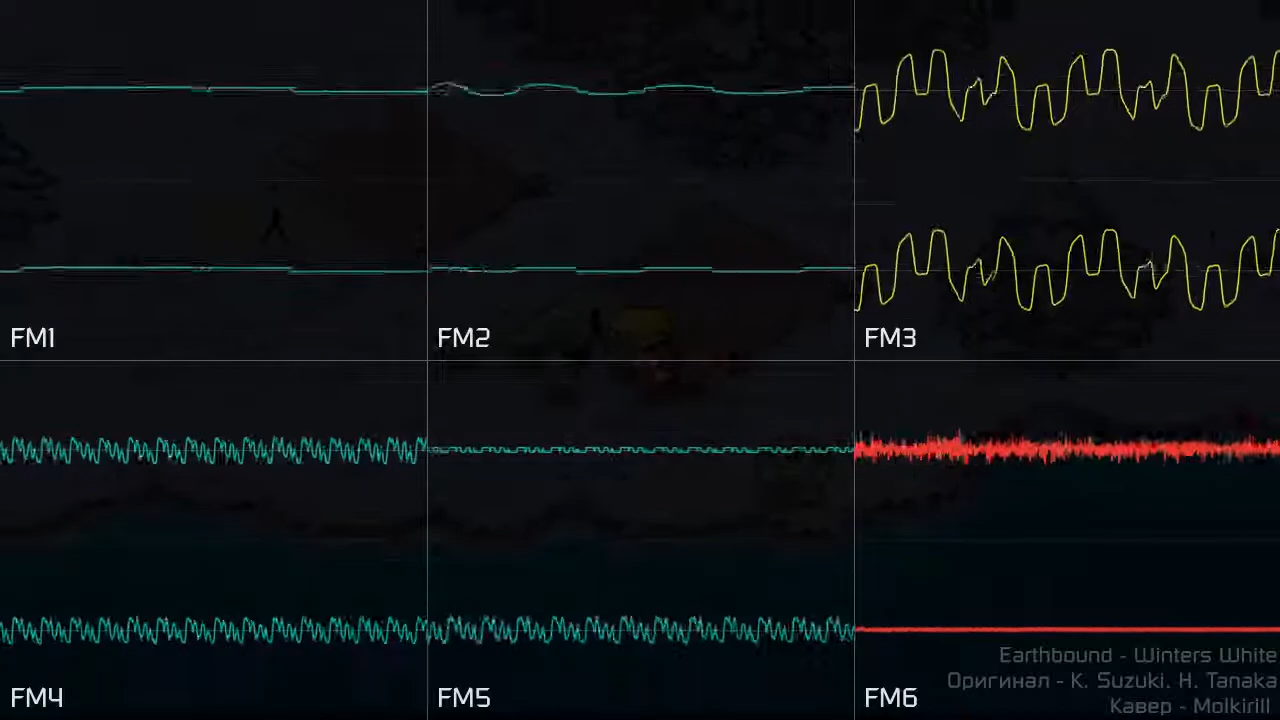 FM1
FM2
FM3
FM4
FM5
FM6
Earthbound - Winters White
Оригинал - K. Suzuki. H. Tanaka
Кавер - Molkirill